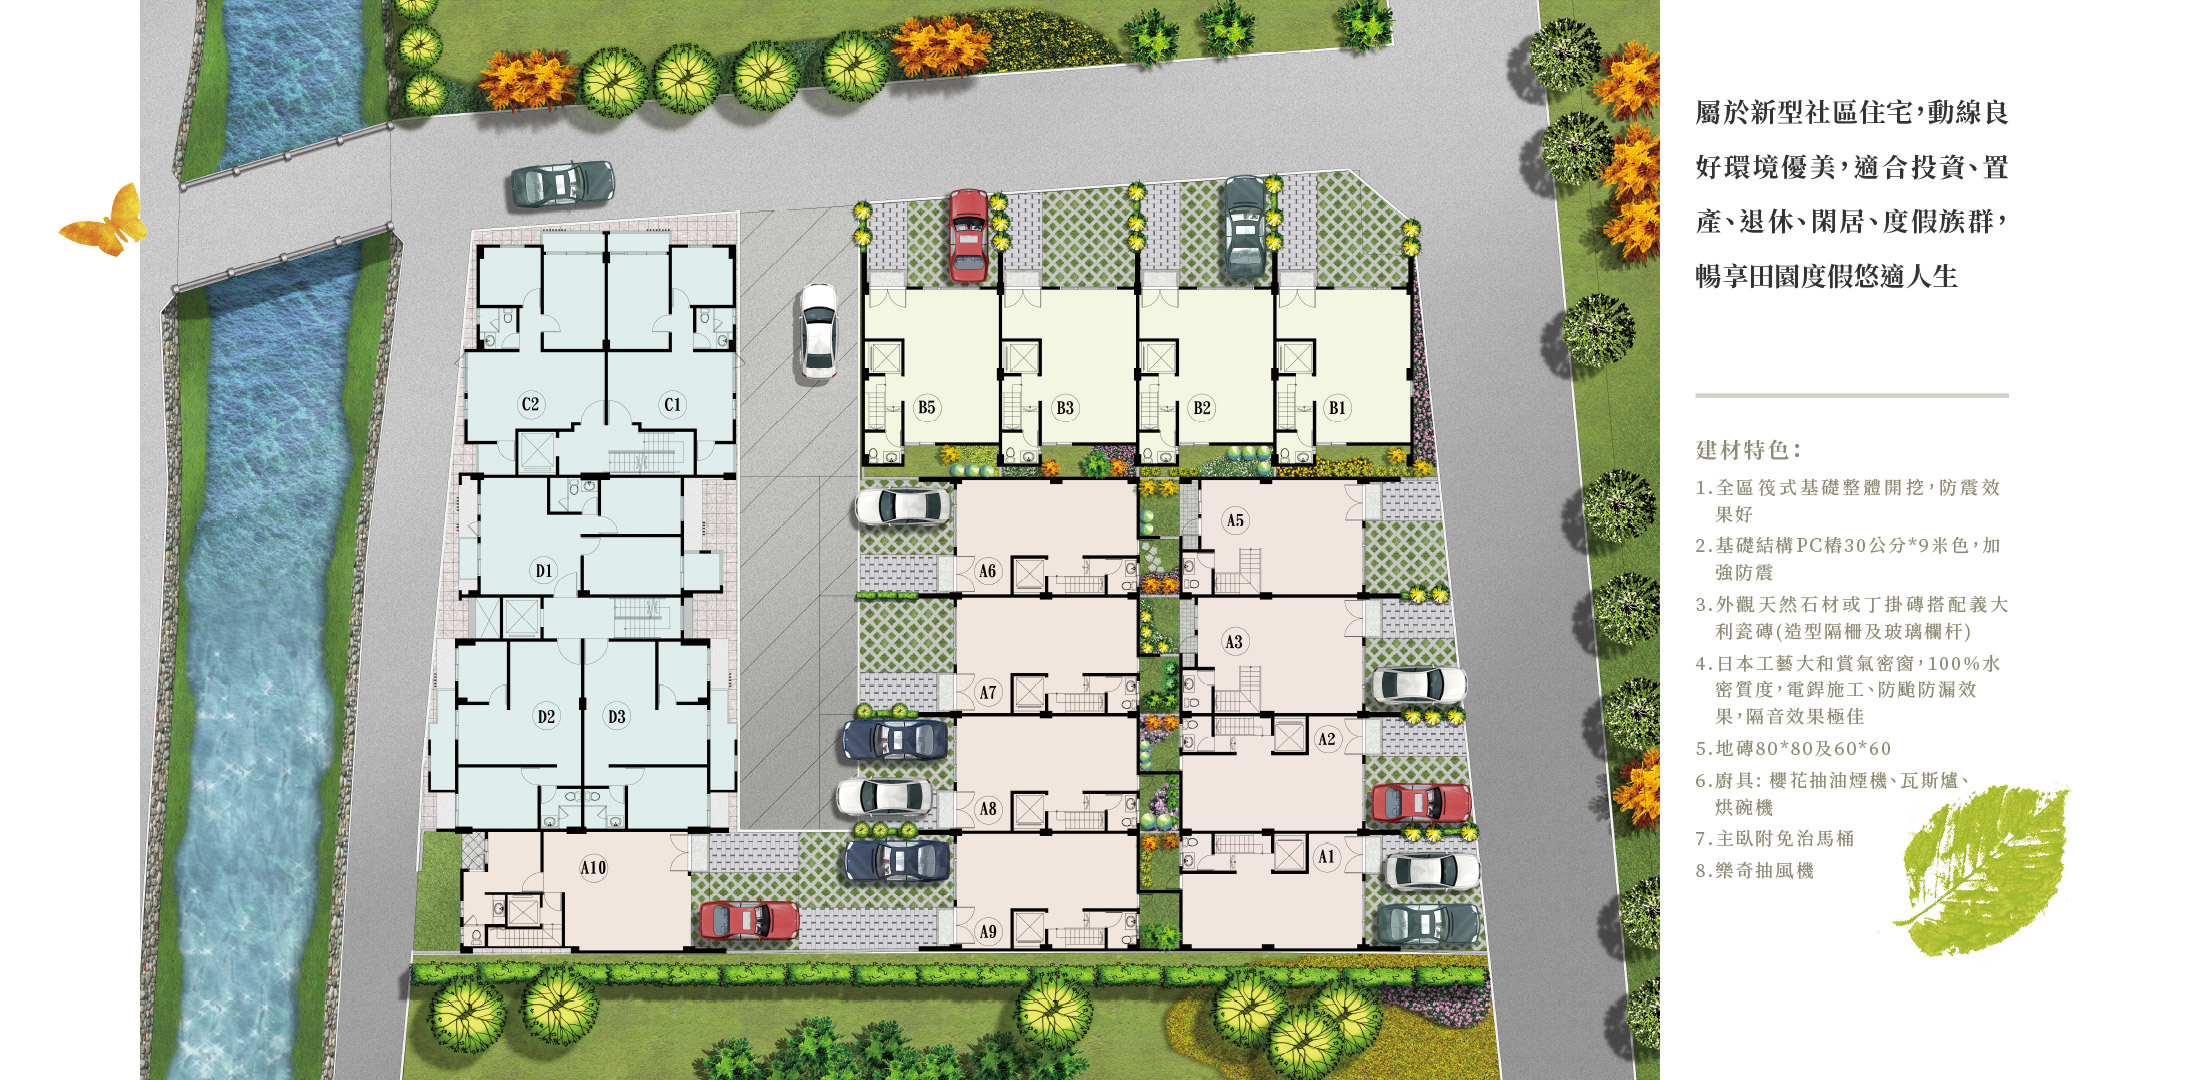 屬於新型社區住宅,動線良
好環境優美,適合投資、置
產、退休、閑居、度假族群,
暢享田園度假悠適人生
建材特色:
1.全區筏式基礎整體開挖,防震效
果好
2.基礎結構PC樁30公分*9米色,加
強防震
3.外觀天然石材或丁掛磚搭配義大
利瓷磚(造型隔柵及玻璃欄杆)
4.日本工藝大和賞氣密窗,100%水
密質度,電銲施工、防颱防漏效
果,隔音效果極佳
5.地磚80*80及60*60
6.廚具: 櫻花抽油煙機、瓦斯爐、
烘碗機
7.主臥附免治馬桶
8.樂奇抽風機
C2
C1
B5
B3
B2
B1
D1
A6
A5
A7
A3
D2
D3
A8
A2
A10
A9
A1